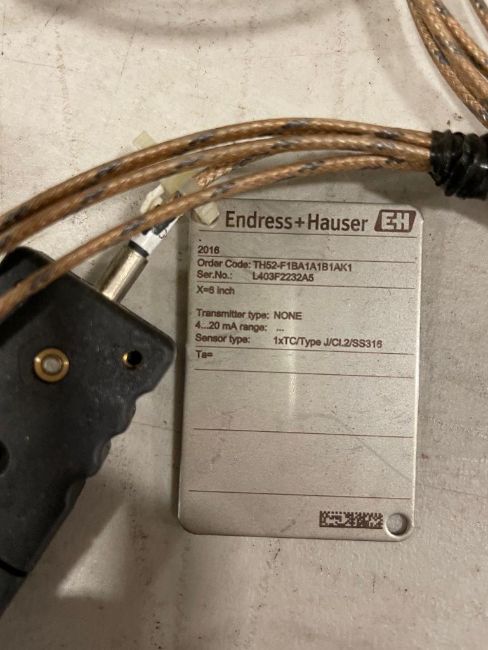 Endress+Hauser EH
2016
Order Code: TH52-F1BA1A1B1AK1
Ser.No.: L403F2232A5
X=6 inch
Transmitter type: NONE
4...20 mA range: ...
Sensor type: 1xTC/Type J/Cl.2/SS316
Ta=